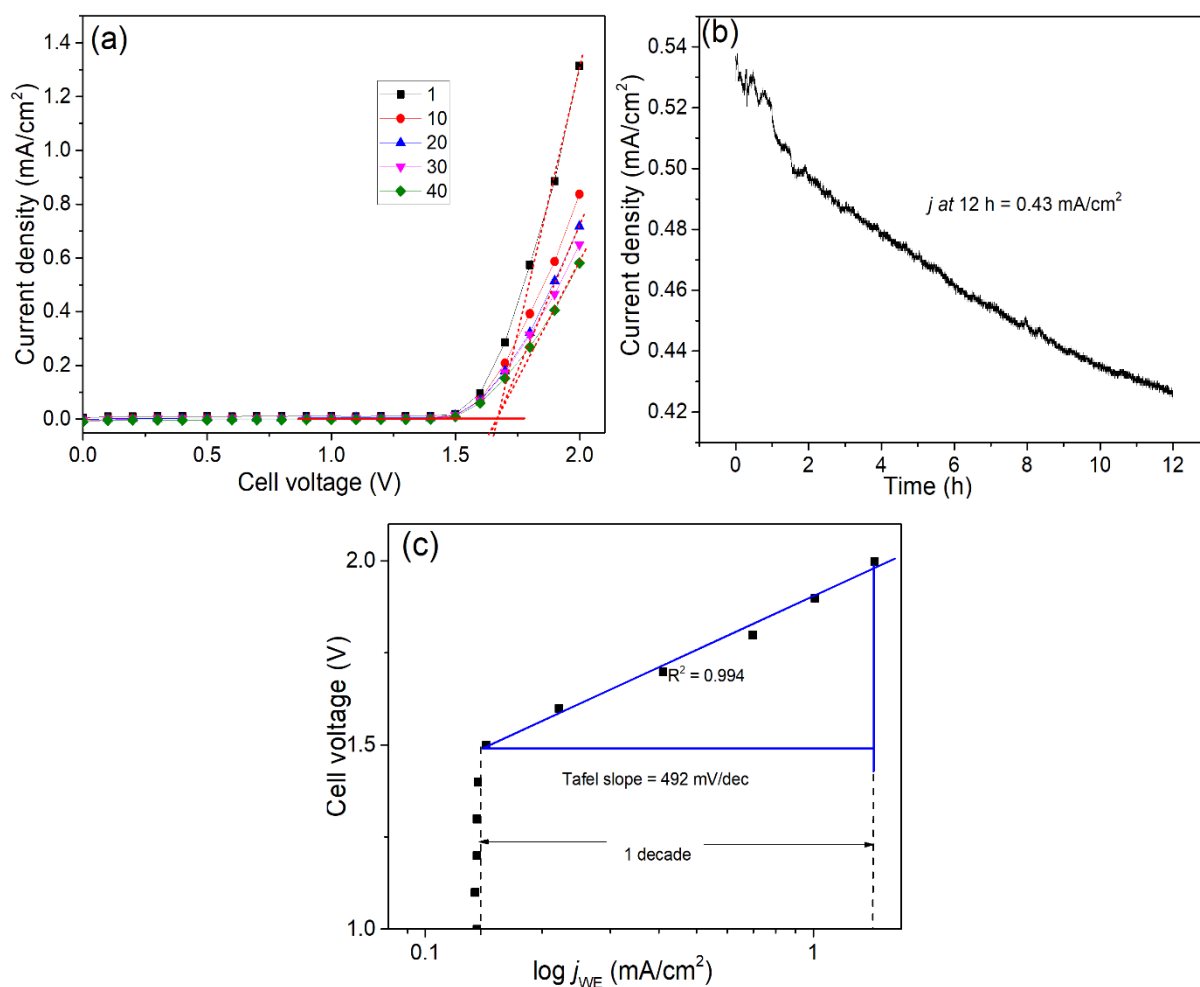 (a)
1.4
1.2
1.0
0.8
0.6
0.4
0.2
0.0
Current density (mA/cm²)
1
10
20
30
40
0.0 0.5 1.0 1.5 2.0
Cell voltage (V)
(b)
0.54
0.52
0.50
0.48
0.46
0.44
0.42
Current density (mA/cm²)
j at 12 h = 0.43 mA/cm²
0 2 4 6 8 10 12
Time (h)
(c)
2.0
1.5
1.0
Cell voltage (V)
R² = 0.994
Tafel slope = 492 mV/dec
1 decade
0.1 1
log jWE (mA/cm²)